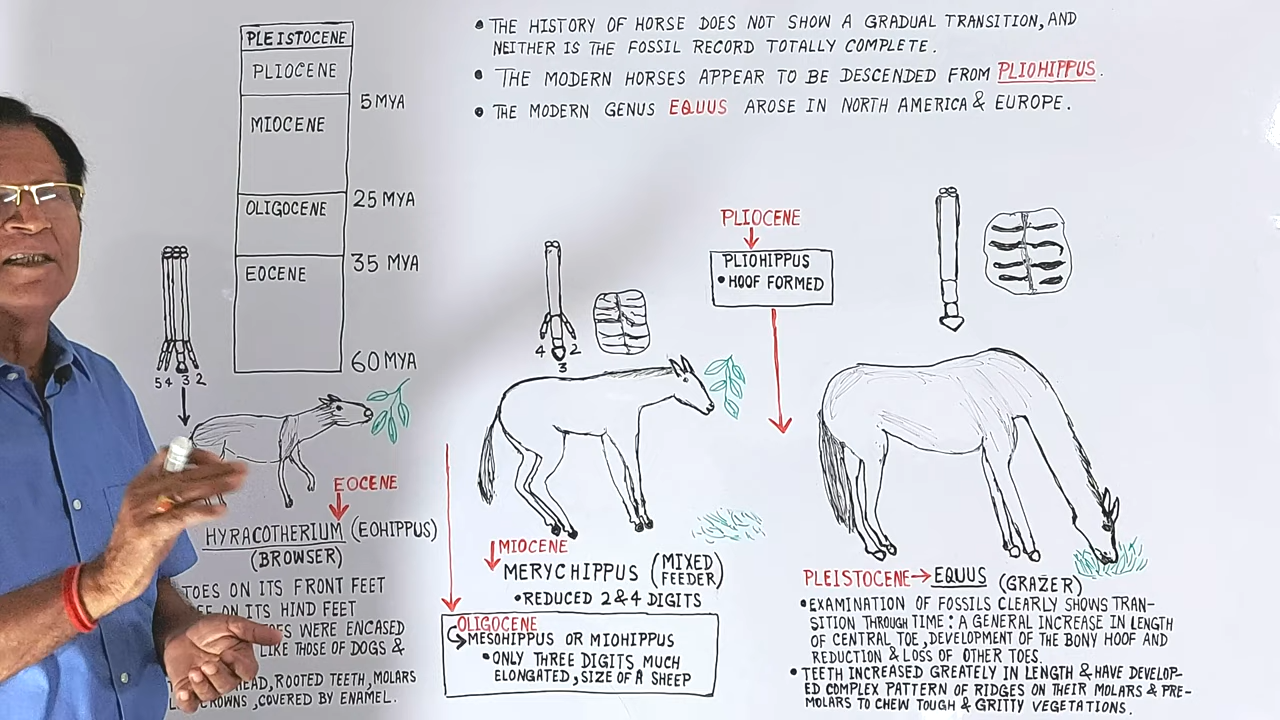 PLEISTOCENE
PLIOCENE
5 MYA
MIOCENE
25 MYA
OLIGOCENE
35 MYA
EOCENE
60 MYA
• THE HISTORY OF HORSE DOES NOT SHOW A GRADUAL TRANSITION, AND
NEITHER IS THE FOSSIL RECORD TOTALLY COMPLETE.
• THE MODERN HORSES APPEAR TO BE DESCENDED FROM PLIOHIPPUS.
• THE MODERN GENUS EQUUS AROSE IN NORTH AMERICA & EUROPE.
5 4 3 2
EOCENE
HYRACOTHERIUM (EOHIPPUS)
(BROWSER)
TOES ON ITS FRONT FEET
ON ITS HIND FEET
WERE ENCASED
LIKE THOSE OF DOGS &
HEAD, ROOTED TEETH, MOLARS
CROWNS, COVERED BY ENAMEL.
4 2
3
MIOCENE
MERYCHIPPUS (MIXED
FEEDER)
• REDUCED 2 & 4 DIGITS
OLIGOCENE
MESOHIPPUS OR MIOHIPPUS
• ONLY THREE DIGITS MUCH
ELONGATED, SIZE OF A SHEEP
PLIOCENE
PLIOHIPPUS
• HOOF FORMED
PLEISTOCENE → EQUUS (GRAZER)
• EXAMINATION OF FOSSILS CLEARLY SHOWS TRAN-
SITION THROUGH TIME: A GENERAL INCREASE IN LENGTH
OF CENTRAL TOE, DEVELOPMENT OF THE BONY HOOF AND
REDUCTION & LOSS OF OTHER TOES.
• TEETH INCREASED GREATELY IN LENGTH & HAVE DEVELOP-
ED COMPLEX PATTERN OF RIDGES ON THEIR MOLARS & PRE-
MOLARS TO CHEW TOUGH & GRITTY VEGETATIONS.